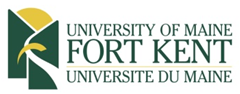 UNIVERSITY OF MAINE
FORT KENT
UNIVERSITE DU MAINE